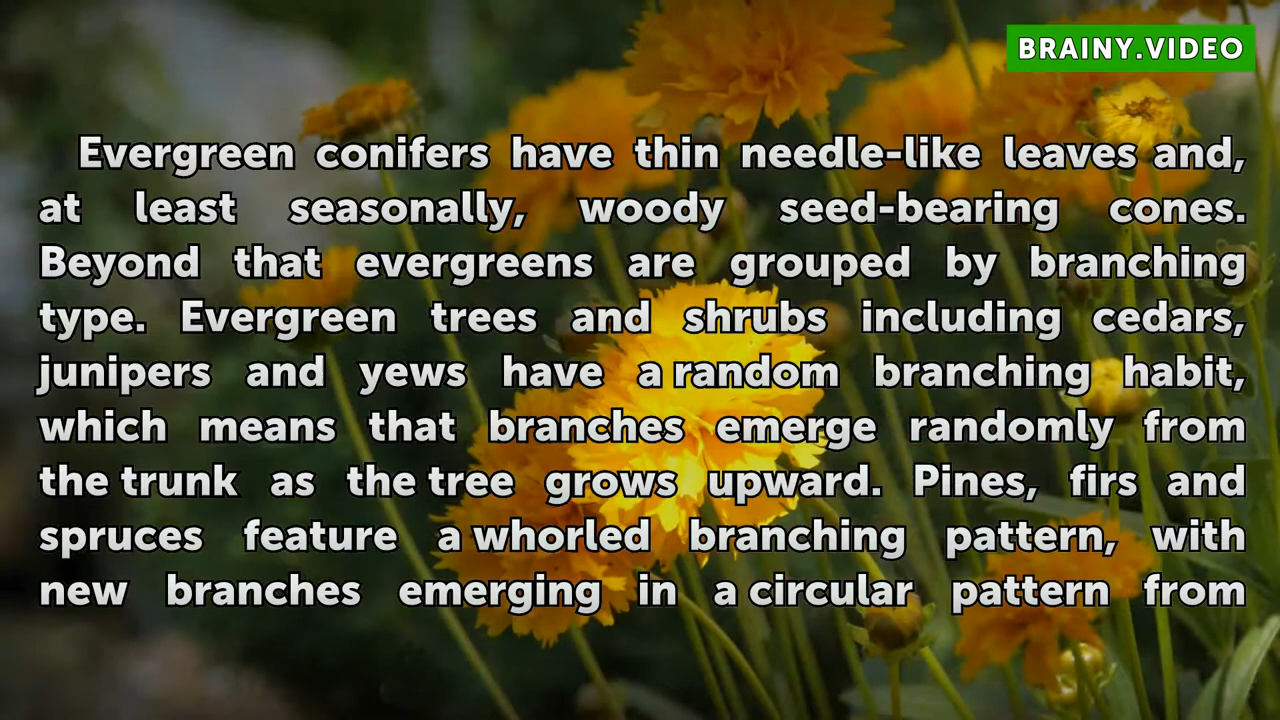 BRAINY.VIDEO
Evergreen conifers have thin needle-like leaves and,
at least seasonally, woody seed-bearing cones.
Beyond that evergreens are grouped by branching
type. Evergreen trees and shrubs including cedars,
junipers and yews have a random branching habit,
which means that branches emerge randomly from
the trunk as the tree grows upward. Pines, firs and
spruces feature a whorled branching pattern, with
new branches emerging in a circular pattern from